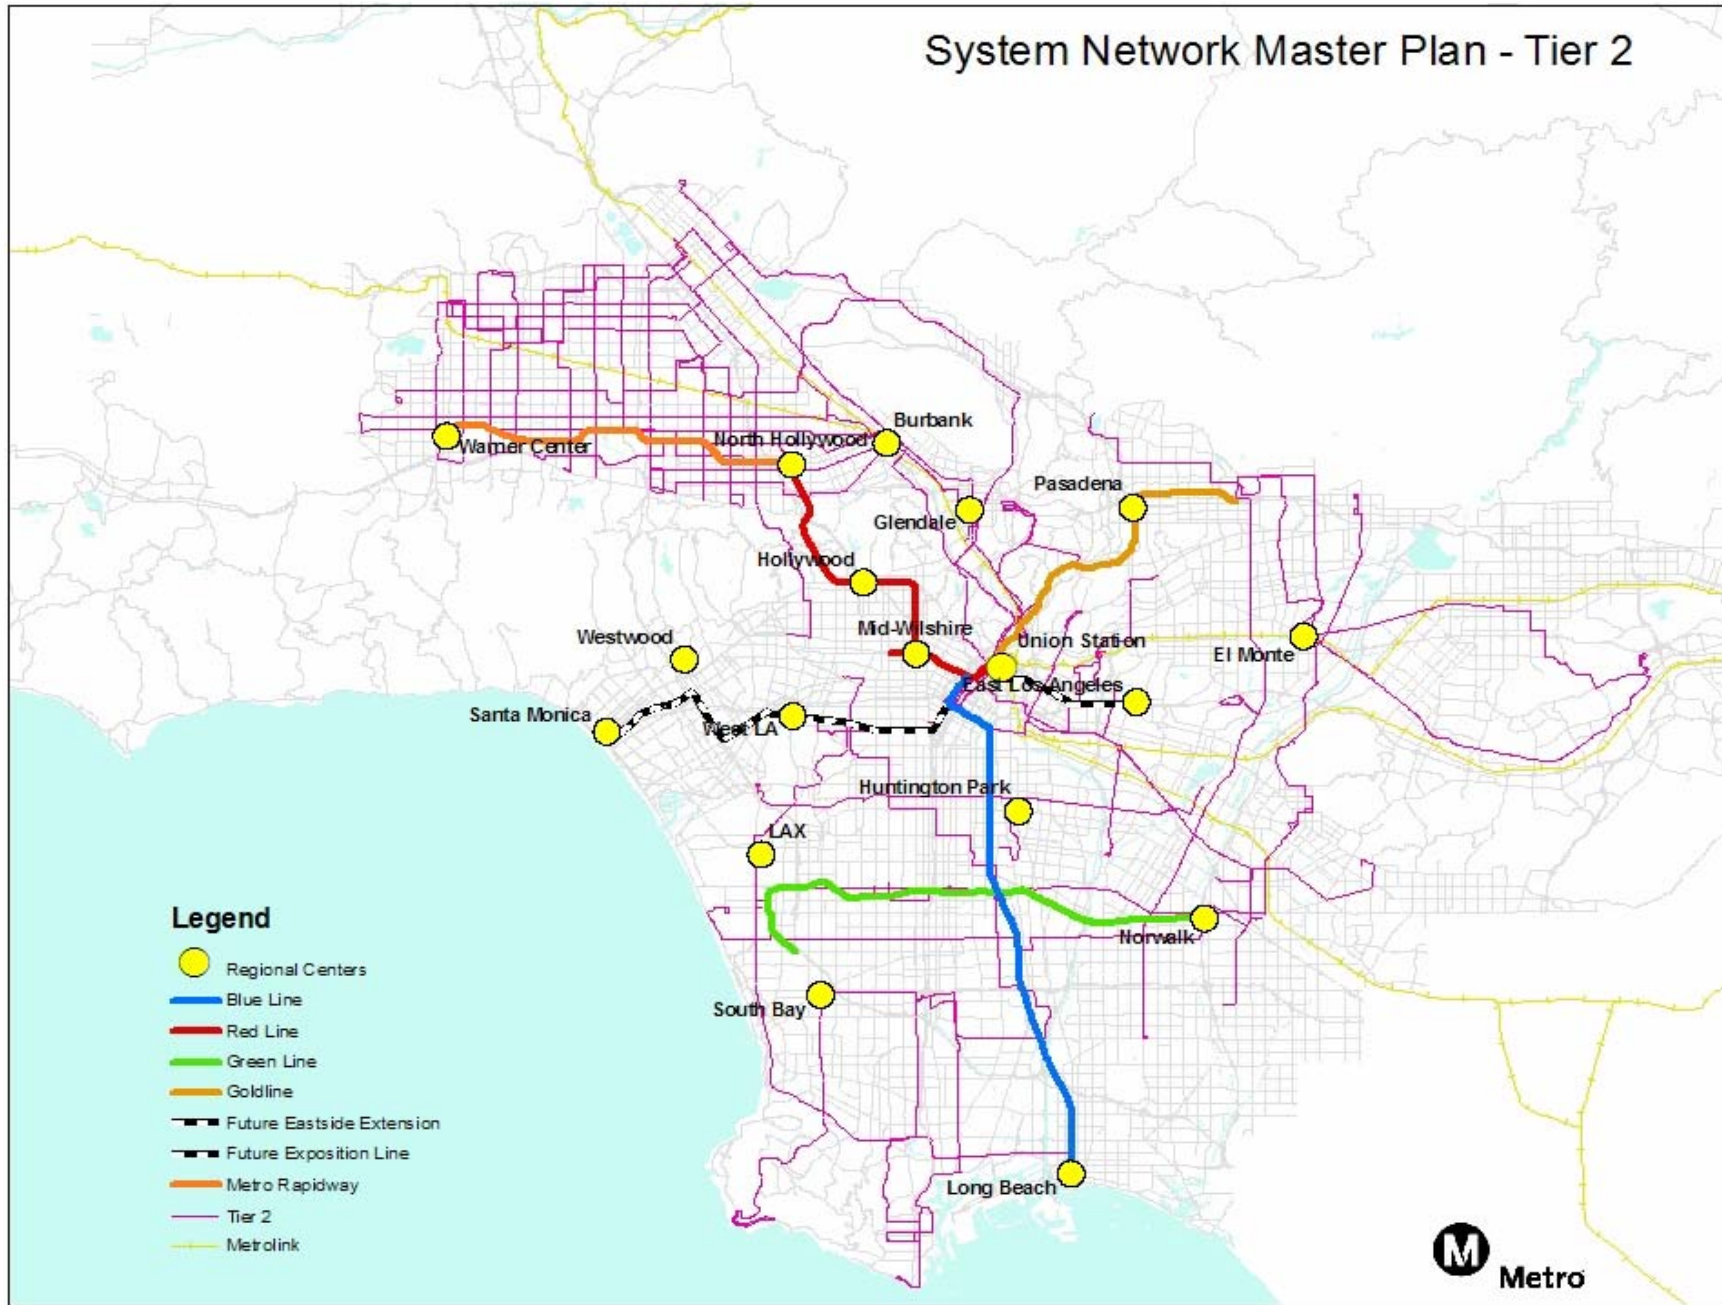 System Network Master Plan - Tier 2
Burbank
North Hollywood
Warner Center
Pasadena
Glendale
Hollywood
Mid-Wilshire
Westwood
Union Station
El Monte
East Los Angeles
Santa Monica
West LA
Huntington Park
LAX
Norwalk
South Bay
Long Beach
Legend
Regional Centers
Blue Line
Red Line
Green Line
Goldline
Future Eastside Extension
Future Exposition Line
Metro Rapidway
Tier 2
Metrolink
M
Metro